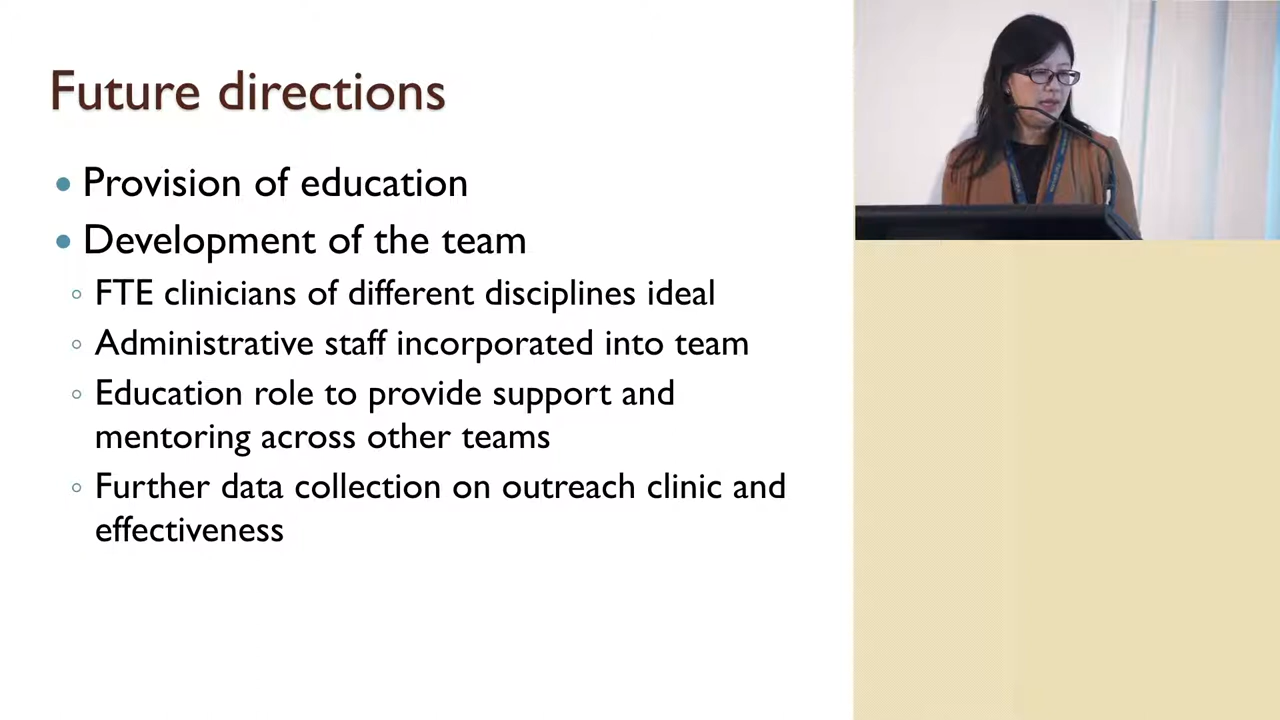 Future directions
• Provision of education
• Development of the team
◦ FTE clinicians of different disciplines ideal
◦ Administrative staff incorporated into team
◦ Education role to provide support and
mentoring across other teams
◦ Further data collection on outreach clinic and
effectiveness